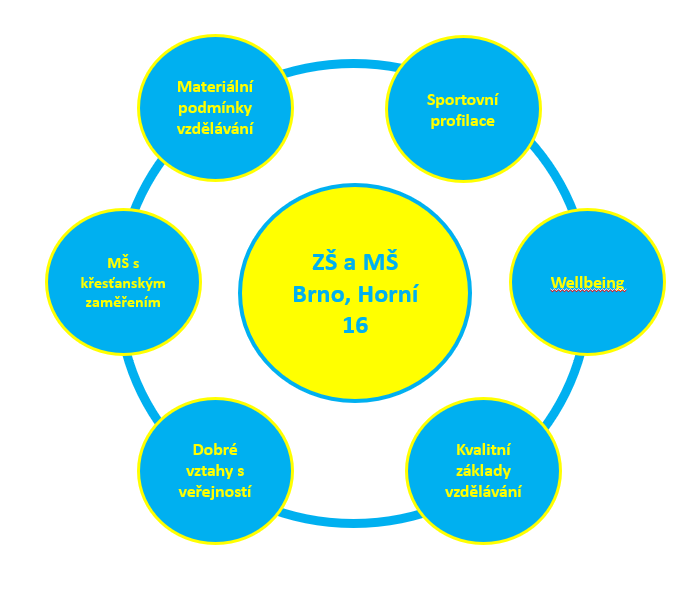 Materiální
podmínky
vzdělávání
Sportovní
profilace
MŠ s
křesťanským
zaměřením
ZŠ a MŠ
Brno, Horní
16
Wellbeing
Dobré
vztahy s
veřejností
Kvalitní
základy
vzdělávání